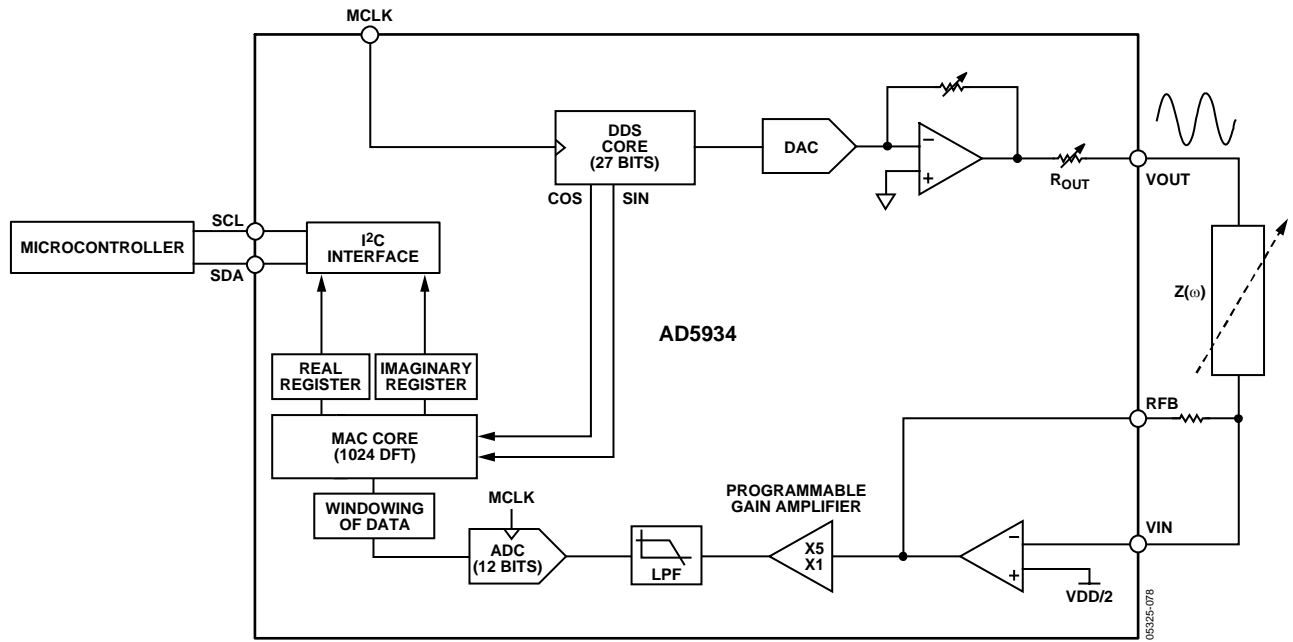 MCLK
DDS
CORE
(27 BITS)
DAC
COS
SIN
ROUT
VOUT
SCL
MICROCONTROLLER
SDA
I2C
INTERFACE
Z(ω)
AD5934
REAL
REGISTER
IMAGINARY
REGISTER
RFB
MAC CORE
(1024 DFT)
WINDOWING
OF DATA
MCLK
ADC
(12 BITS)
LPF
PROGRAMMABLE
GAIN AMPLIFIER
X5
X1
VIN
VDD/2
05325-078